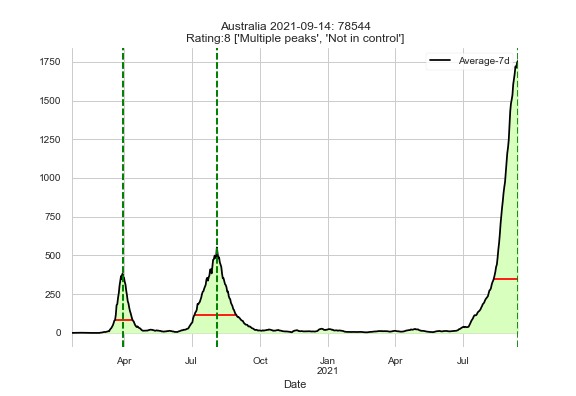 Australia 2021-09-14: 78544
Rating:8 ['Multiple peaks', 'Not in control']
Average-7d
1750
1500
1250
1000
750
500
250
0
Apr
Jul
Oct
Jan
2021
Apr
Jul
Date